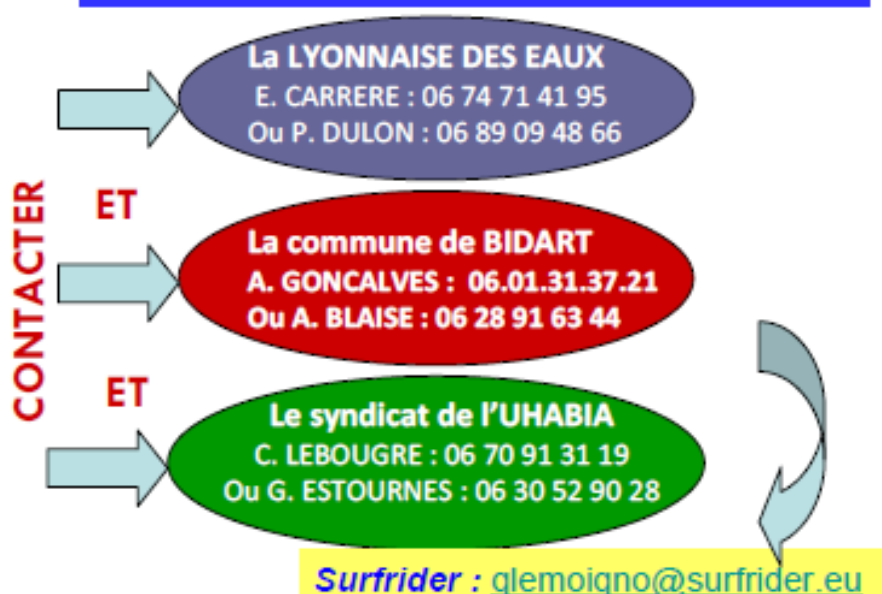 La LYONNAISE DES EAUX
E. CARRERE : 06 74 71 41 95
Ou P. DULON : 06 89 09 48 66
CONTACTER
ET
La commune de BIDART
A. GONCALVES : 06.01.31.37.21
Ou A. BLAISE : 06 28 91 63 44
ET
Le syndicat de l'UHABIA
C. LEBOUGRE : 06 70 91 31 19
Ou G. ESTOURNES : 06 30 52 90 28
Surfrider : glemoigno@surfrider.eu